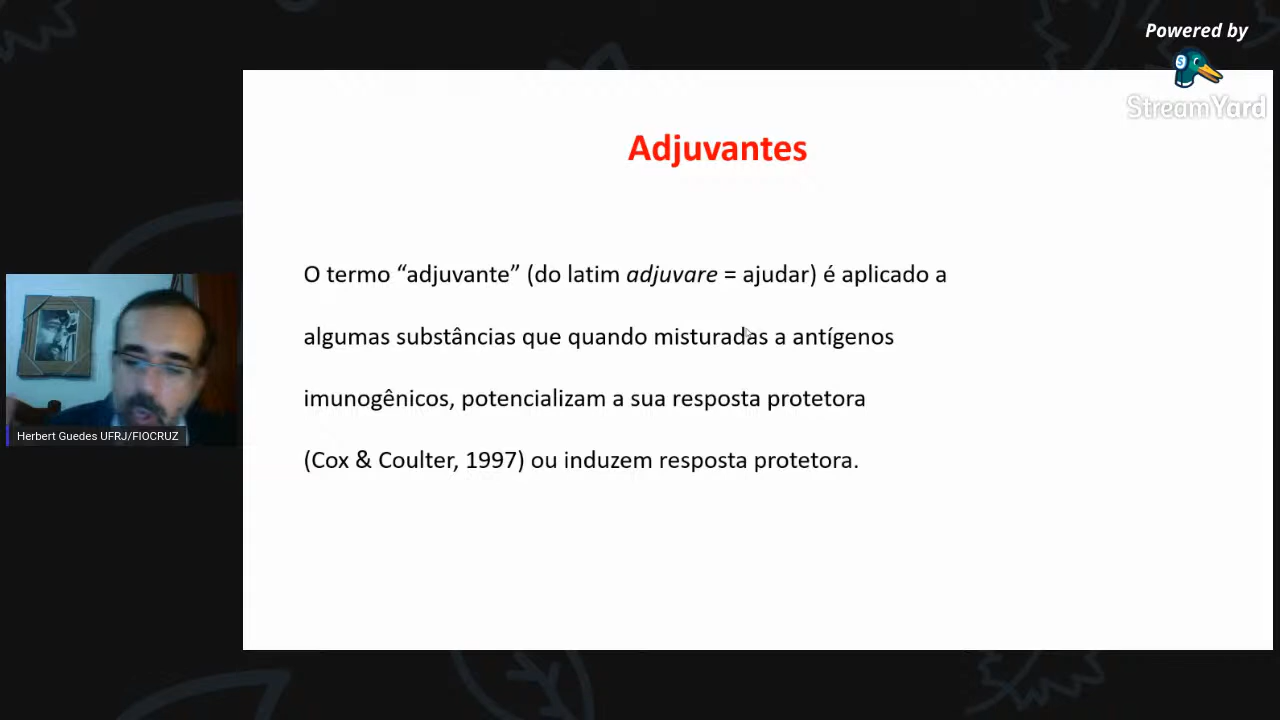 Powered by
StreamYard
Adjuvantes
O termo “adjuvante” (do latim adjuvare = ajudar) é aplicado a
algumas substâncias que quando misturadas a antígenos
imunogênicos, potencializam a sua resposta protetora
(Cox & Coulter, 1997) ou induzem resposta protetora.
Herbert Guedes UFRJ/FIOCRUZ